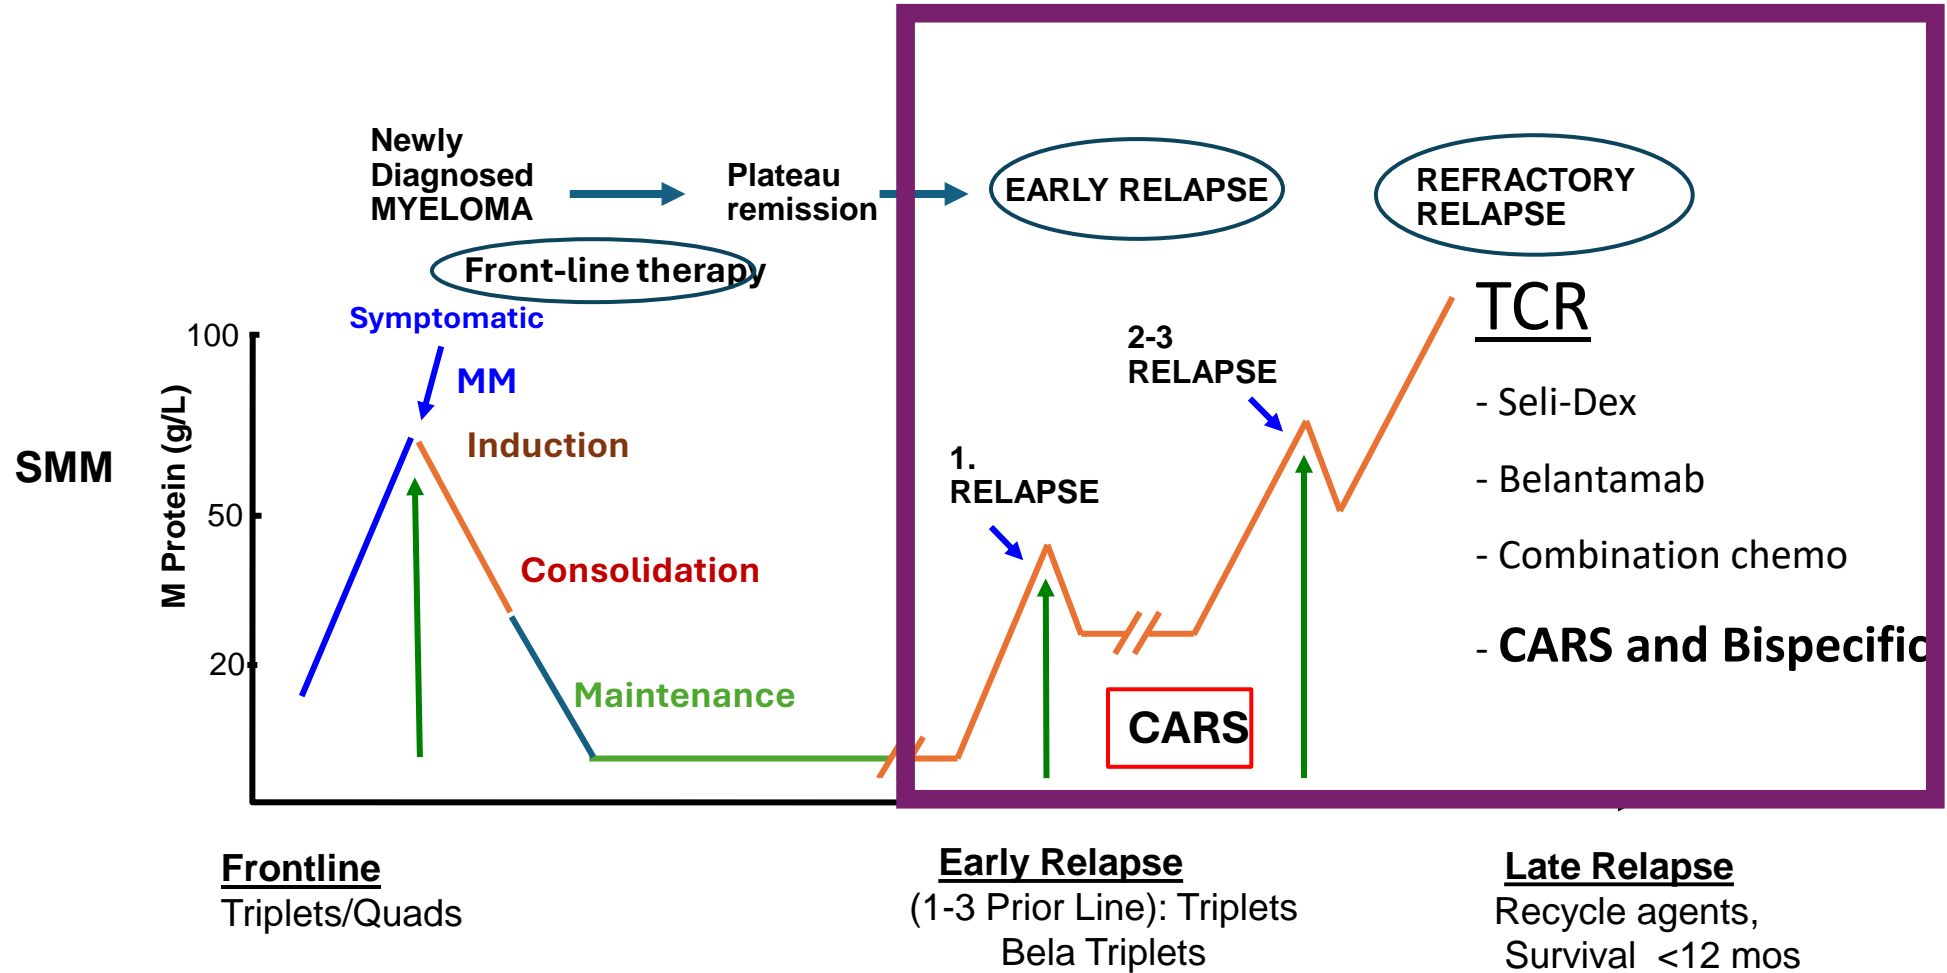 Newly
Diagnosed
MYELOMA
Plateau
remission
EARLY RELAPSE
REFRACTORY
RELAPSE
Front-line therapy
Symptomatic
MM
Induction
Consolidation
Maintenance
SMM
M Protein (g/L)
100
50
20
1.
RELAPSE
2-3
RELAPSE
CARS
TCR
- Seli-Dex
- Belantamab
- Combination chemo
- CARS and Bispecific
Frontline
Triplets/Quads
Early Relapse
(1-3 Prior Line): Triplets
Bela Triplets
Late Relapse
Recycle agents,
Survival <12 mos